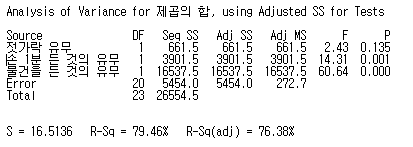 Analysis of Variance for 제곱의 합, using Adjusted SS for Tests
Source DF Seq SS Adj SS Adj MS F P
젓가락 유무 1 661.5 661.5 661.5 2.43 0.135
손 1분 든 것의 유무 1 3901.5 3901.5 3901.5 14.31 0.001
물건을 든 것의 유무 1 16537.5 16537.5 16537.5 60.64 0.000
Error 20 5454.0 5454.0 272.7
Total 23 26554.5
S = 16.5136 R-Sq = 79.46% R-Sq(adj) = 76.38%